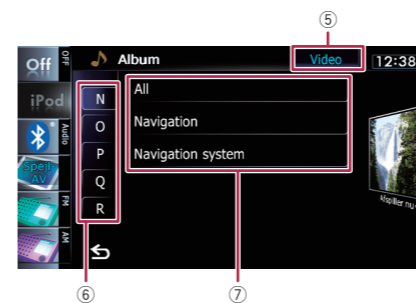 ⑤
Off
OFF
Album
Video
12:38
iPod
Audio
Speil
AV
FM
AM
N
O
P
Q
R
All
Navigation
Navigation system
Afspiller nu
⑥
⑦